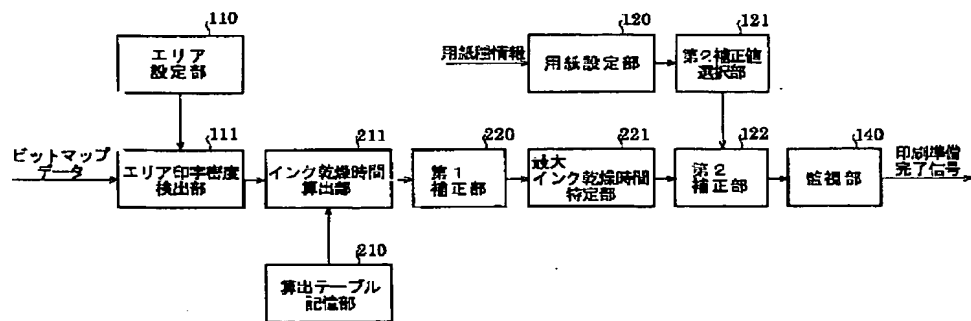 110
エリア
設定部
120
用紙種情報
用紙設定部
121
第2補正値
選択部
ビットマップ
データ
111
エリア印字密度
検出部
211
インク乾燥時間
算出部
220
第1
補正部
221
最大
インク乾燥時間
特定部
122
第2
補正部
140
監視部
印刷準備
完了信号
210
算出テーブル
記憶部